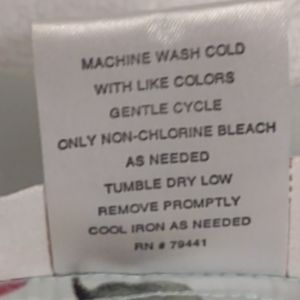 MACHINE WASH COLD
WITH LIKE COLORS
GENTLE CYCLE
ONLY NON-CHLORINE BLEACH
AS NEEDED
TUMBLE DRY LOW
REMOVE PROMPTLY
COOL IRON AS NEEDED
RN # 79441